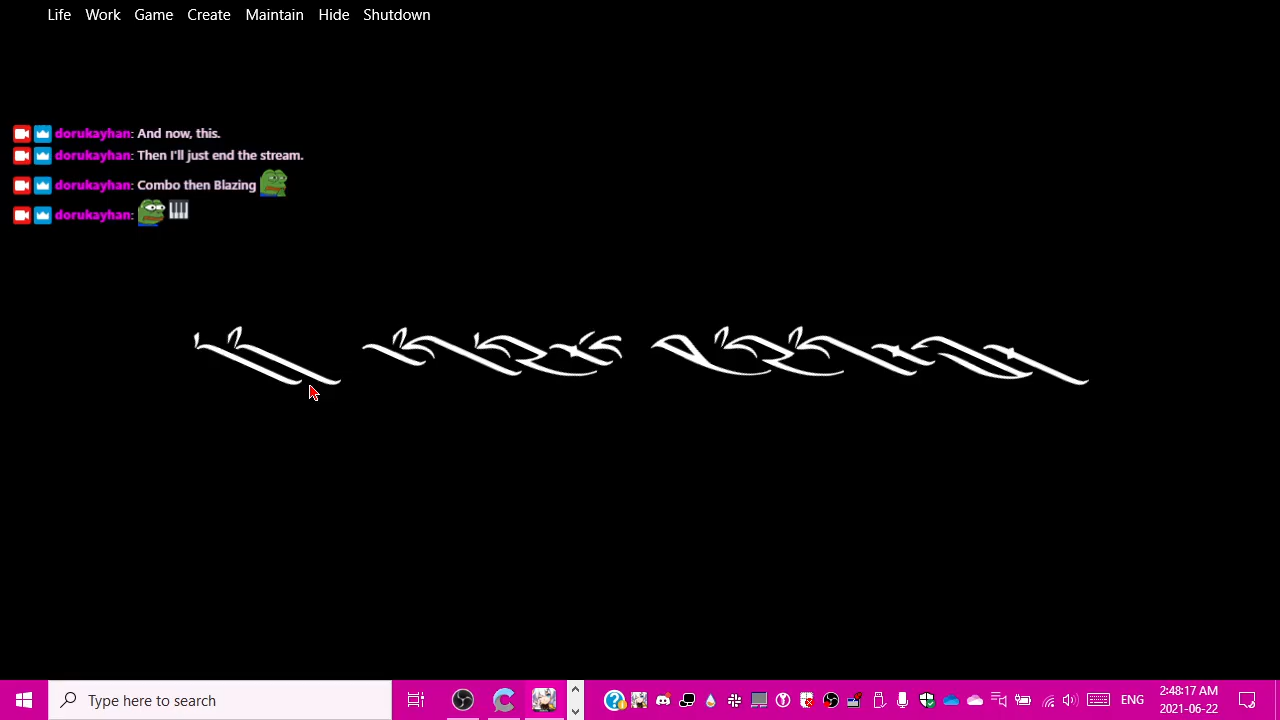 Life Work Game Create Maintain Hide Shutdown
dorukayhan: And now, this.
dorukayhan: Then I'll just end the stream.
dorukayhan: Combo then Blazing
dorukayhan:
Type here to search
ENG
2:48:17 AM
2021-06-22